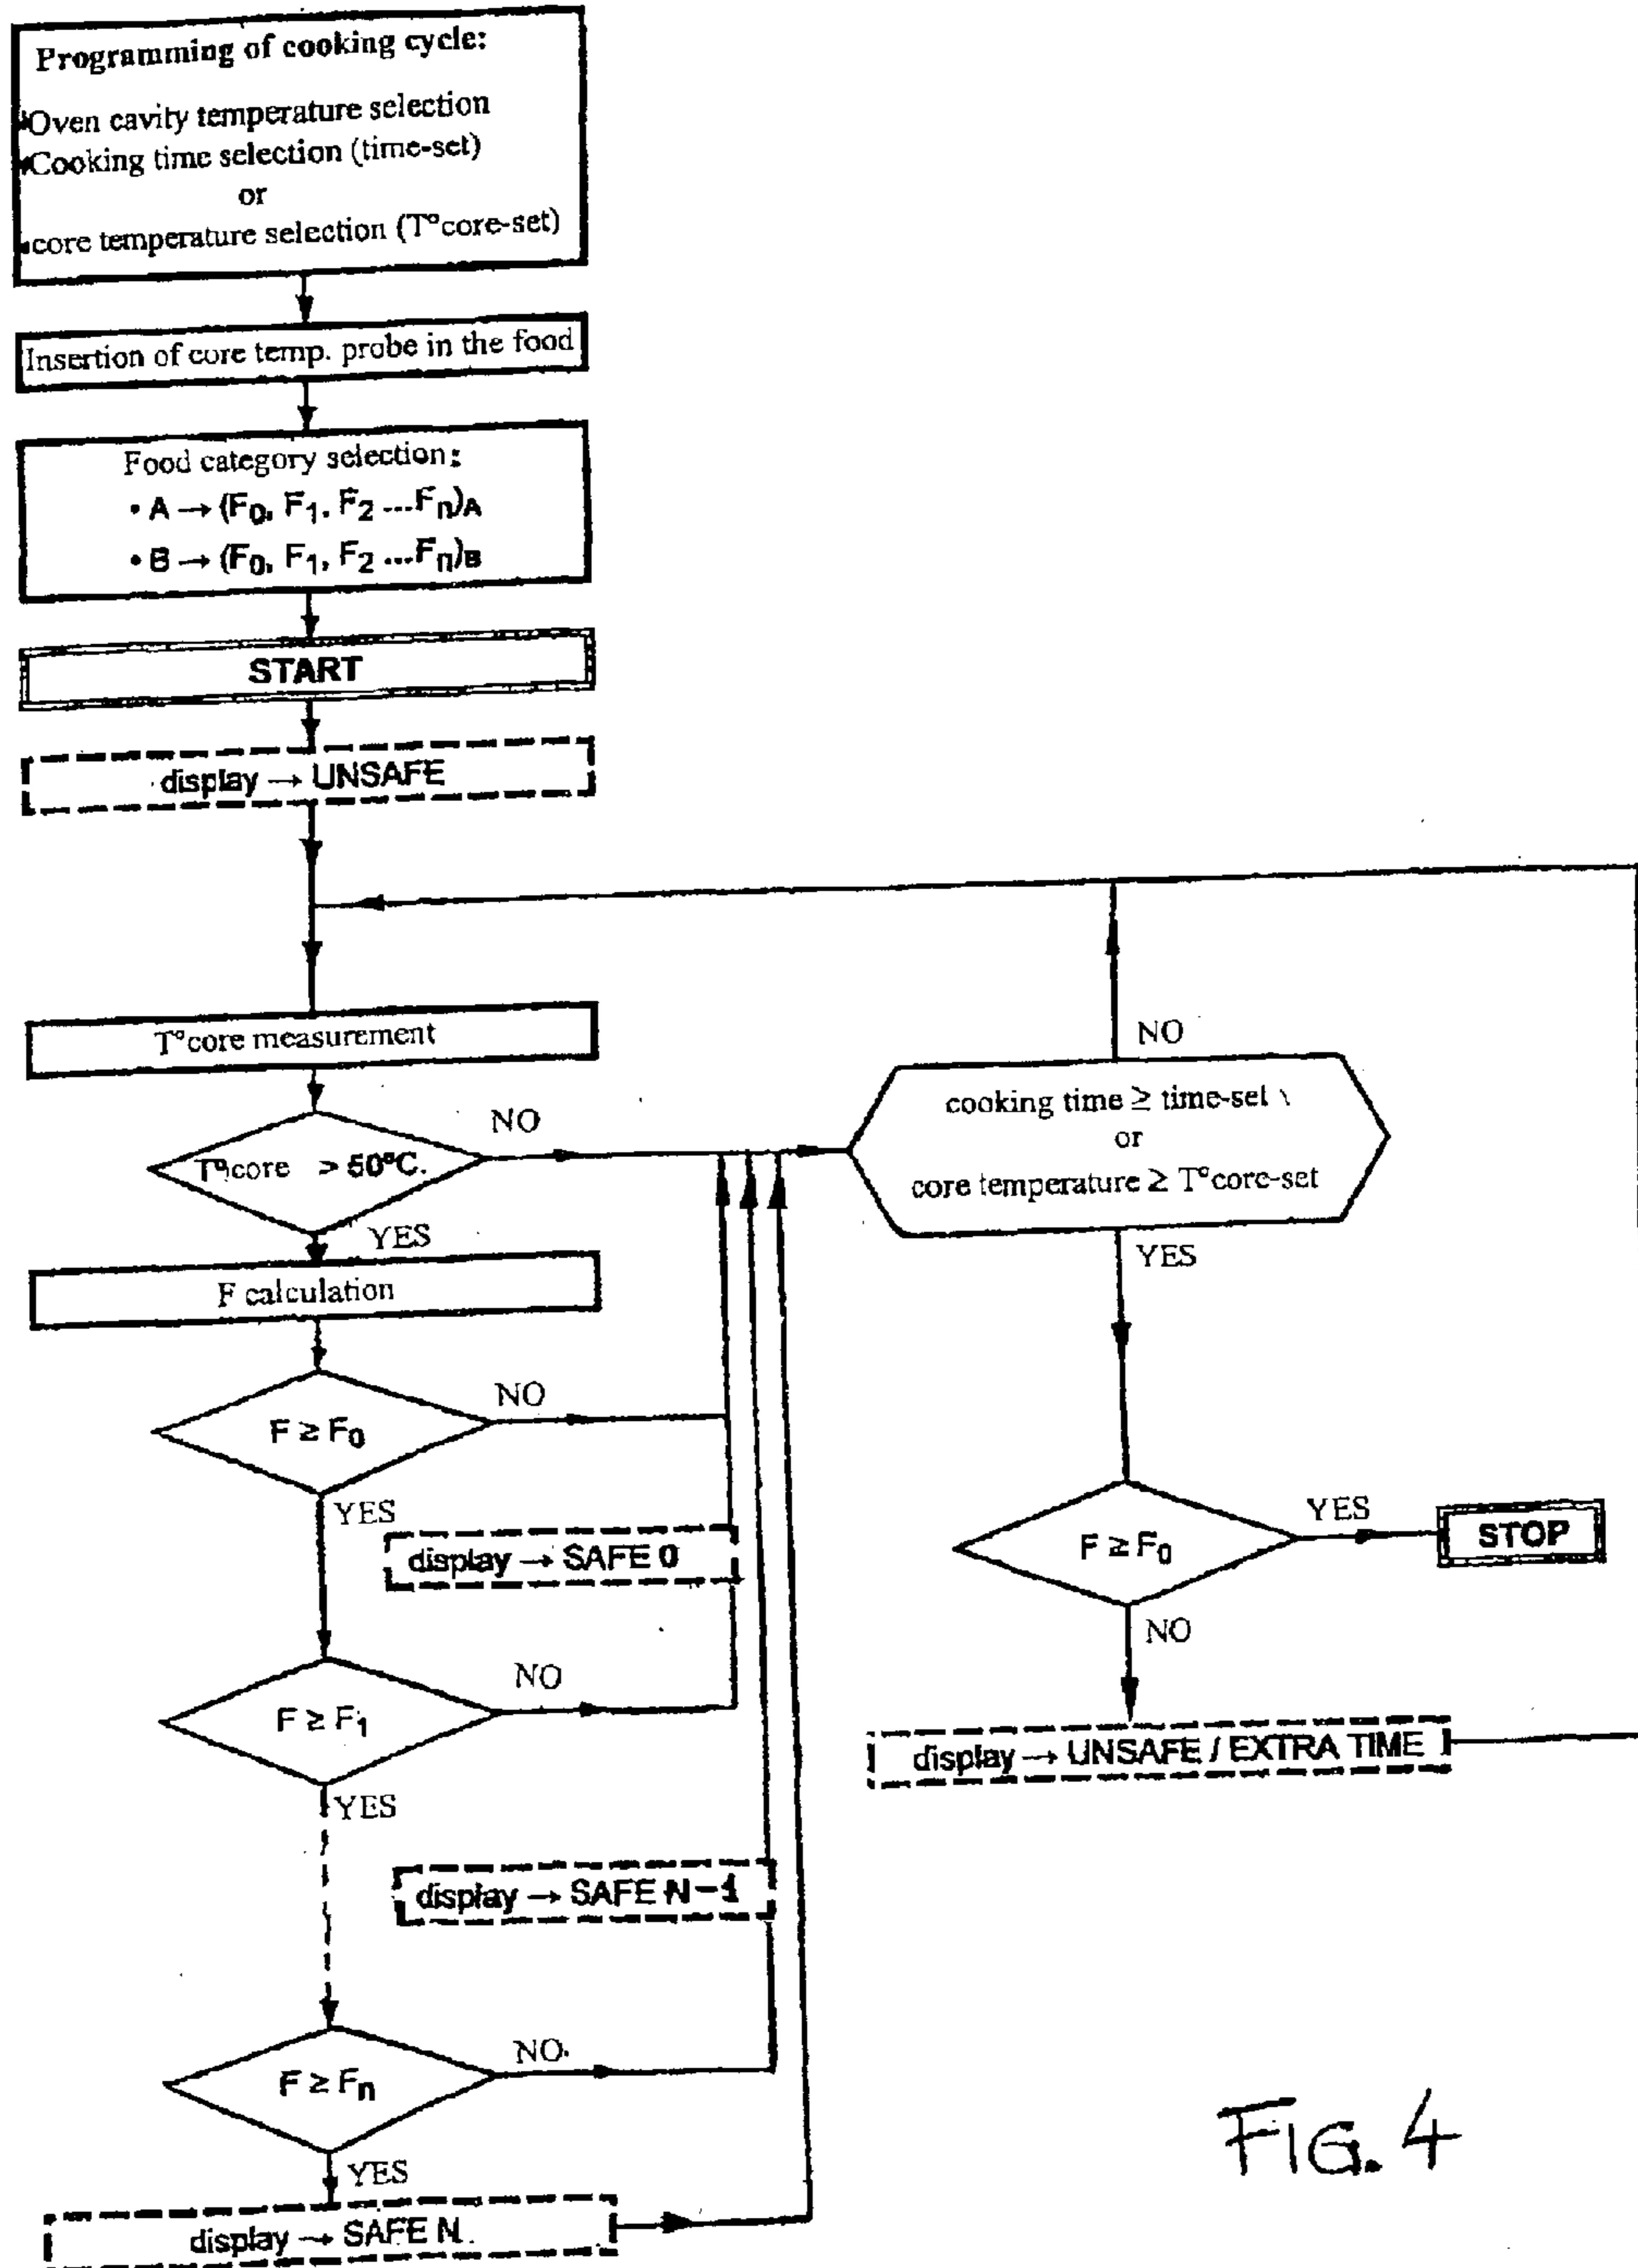 Programming of cooking cycle:
•Oven cavity temperature selection
•Cooking time selection (time-set)
or
•core temperature selection (T°core-set)
Insertion of core temp. probe in the food
Food category selection:
• A → (F0, F1, F2 ...Fn)A
• B → (F0, F1, F2 ...Fn)B
START
display → UNSAFE
T°core measurement
T°core > 50°C.
NO
YES
F calculation
F ≥ F0
NO
YES
display → SAFE 0
F ≥ F1
NO
YES
display → SAFE N-1
F ≥ Fn
NO.
YES
display → SAFE N.
NO
cooking time ≥ time-set
or
core temperature ≥ T°core-set
YES
F ≥ F0
YES
STOP
NO
display → UNSAFE / EXTRA TIME
FIG. 4